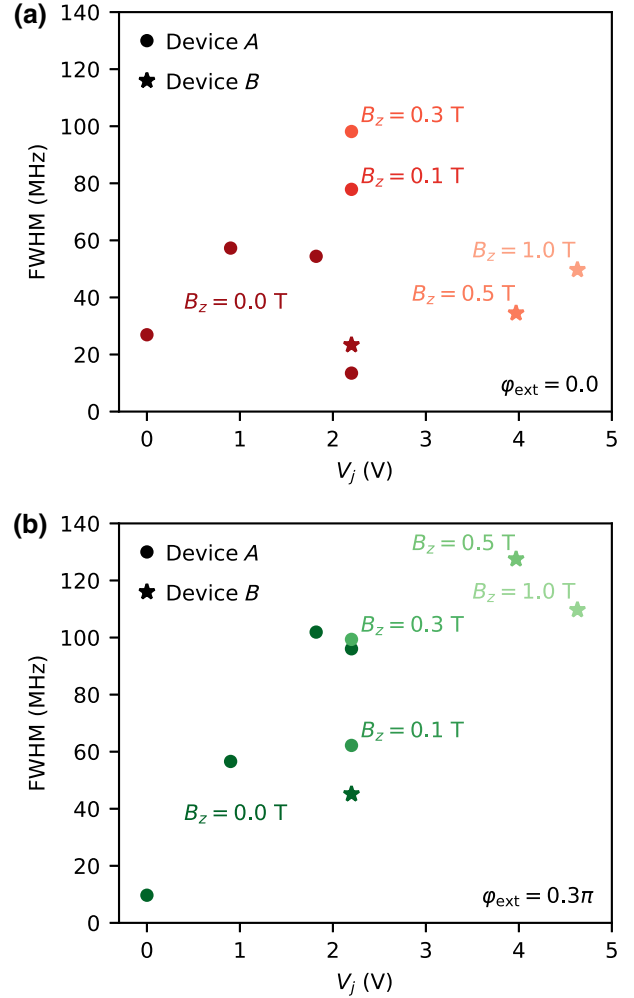 (a)
140
120
100
80
60
40
20
0
FWHM (MHz)
Device A
Device B
B_z = 0.3 T
B_z = 0.1 T
B_z = 1.0 T
B_z = 0.5 T
B_z = 0.0 T
φ_ext = 0.0
0 1 2 3 4 5
V_j (V)
(b)
140
120
100
80
60
40
20
0
FWHM (MHz)
Device A
Device B
B_z = 0.5 T
B_z = 1.0 T
B_z = 0.3 T
B_z = 0.1 T
B_z = 0.0 T
φ_ext = 0.3π
0 1 2 3 4 5
V_j (V)